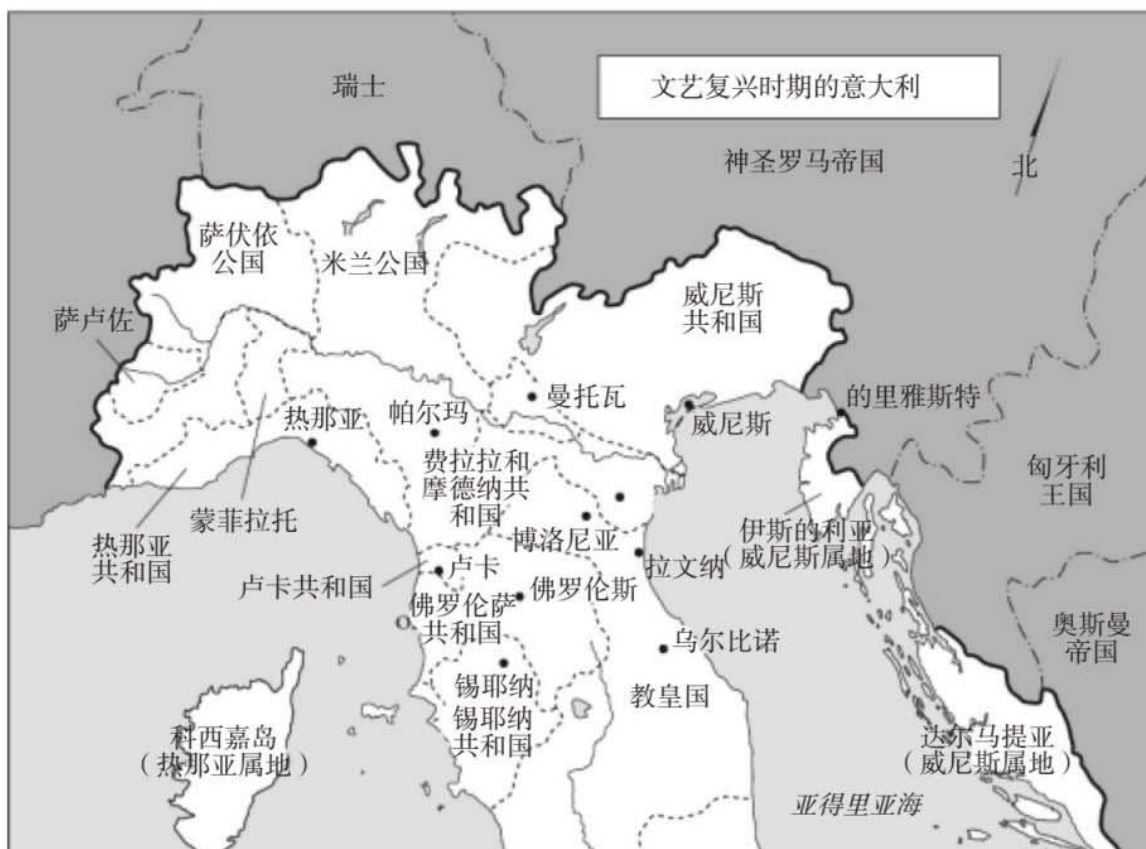 文艺复兴时期的意大利
瑞士
神圣罗马帝国
北
萨伏依
公国
米兰公国
威尼斯
共和国
萨卢佐
曼托瓦
威尼斯
的里雅斯特
热那亚
帕尔玛
费拉拉和
摩德纳共
和国
匈牙利
王国
蒙菲拉托
博洛尼亚
伊斯的利亚
（威尼斯属地）
热那亚
共和国
拉文纳
卢卡共和国
卢卡
佛罗伦萨
共和国
佛罗伦斯
乌尔比诺
奥斯曼
帝国
锡耶纳
锡耶纳
共和国
教皇国
科西嘉岛
（热那亚属地）
达尔马提亚
（威尼斯属地）
亚得里亚海